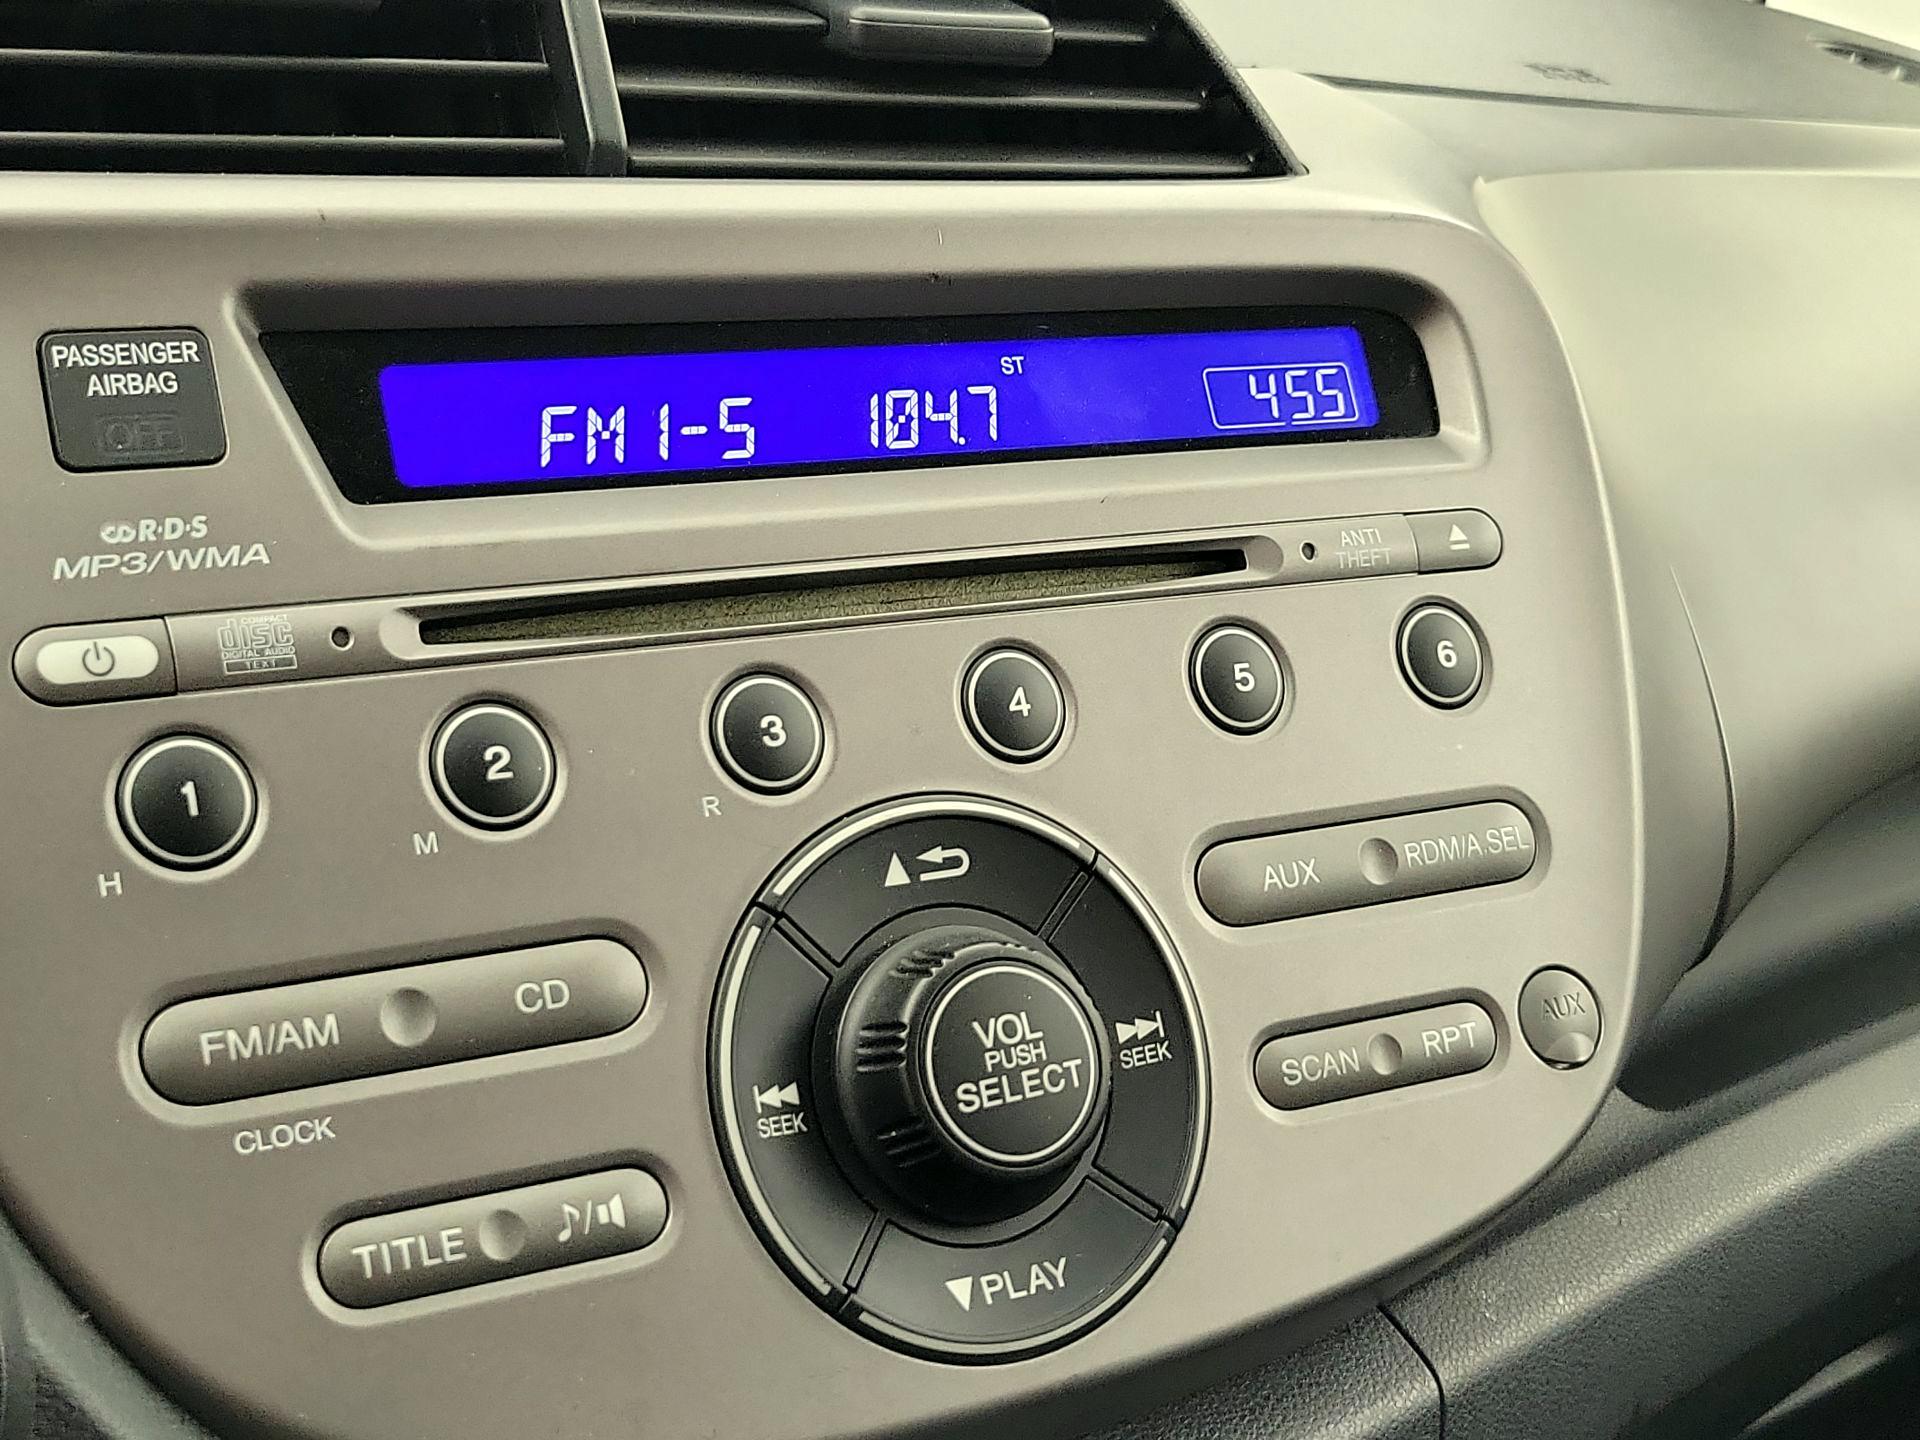 PASSENGER
AIRBAG
OFF
FM1-5 104.7 ST 455
R·D·S
MP3/WMA
COMPACT
disc
DIGITAL AUDIO
TEXT
ANTI
THEFT
1 2 3 4 5 6
H M R
AUX RDM/A.SEL
FM/AM CD
CLOCK
VOL
PUSH
SELECT
SEEK
SEEK
SCAN RPT
AUX
TITLE
PLAY